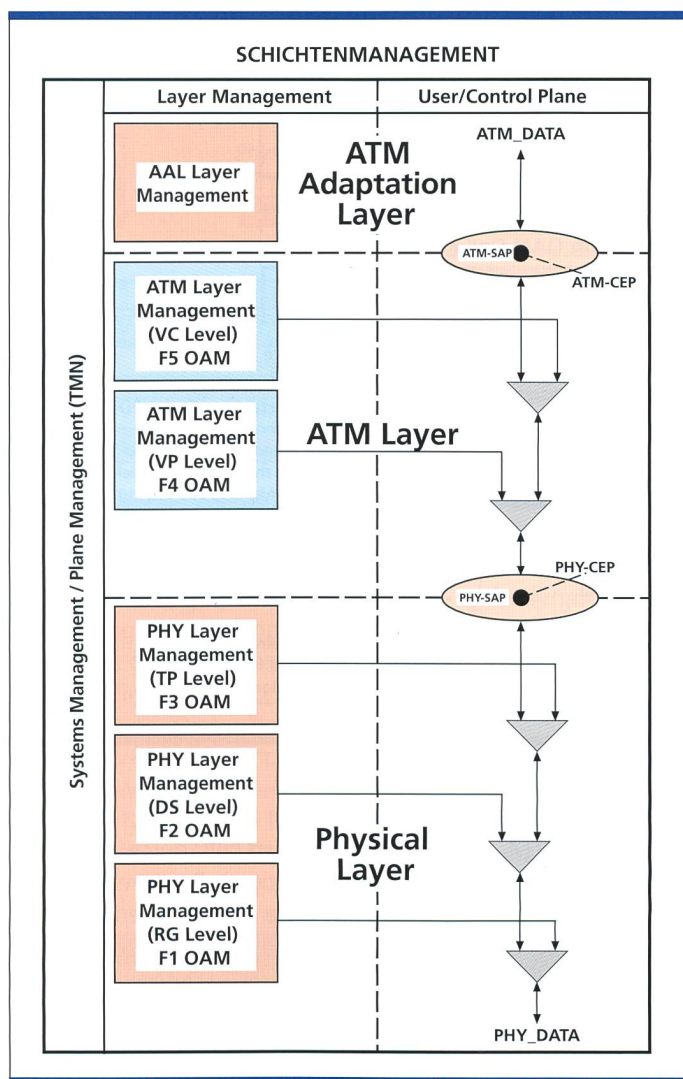 SCHICHTENMANAGEMENT
Layer Management
User/Control Plane
Systems Management / Plane Management (TMN)
AAL Layer
Management
ATM
Adaptation
Layer
ATM_DATA
ATM-SAP
ATM-CEP
ATM Layer
Management
(VC Level)
F5 OAM
ATM Layer
Management
(VP Level)
F4 OAM
ATM Layer
PHY-CEP
PHY-SAP
PHY Layer
Management
(TP Level)
F3 OAM
PHY Layer
Management
(DS Level)
F2 OAM
Physical
Layer
PHY Layer
Management
(RG Level)
F1 OAM
PHY_DATA